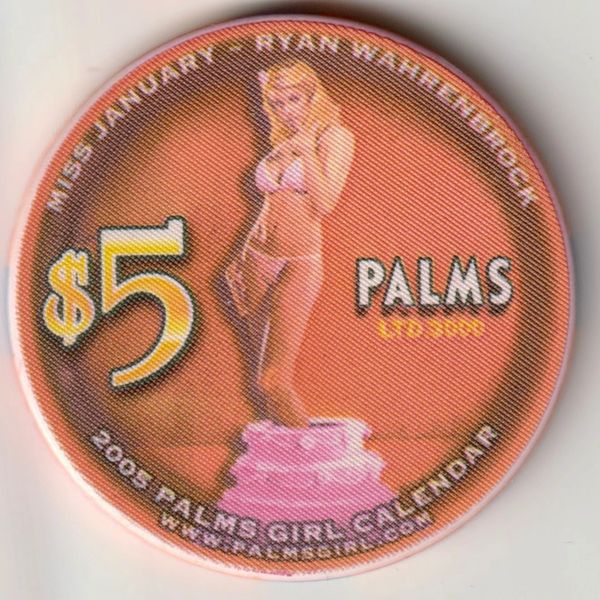 MISS JANUARY - RYAN WAHRENBROCK
$5
PALMS
LTD 3000
2005 PALMS GIRL CALENDAR
WWW.PALMSGIRL.COM